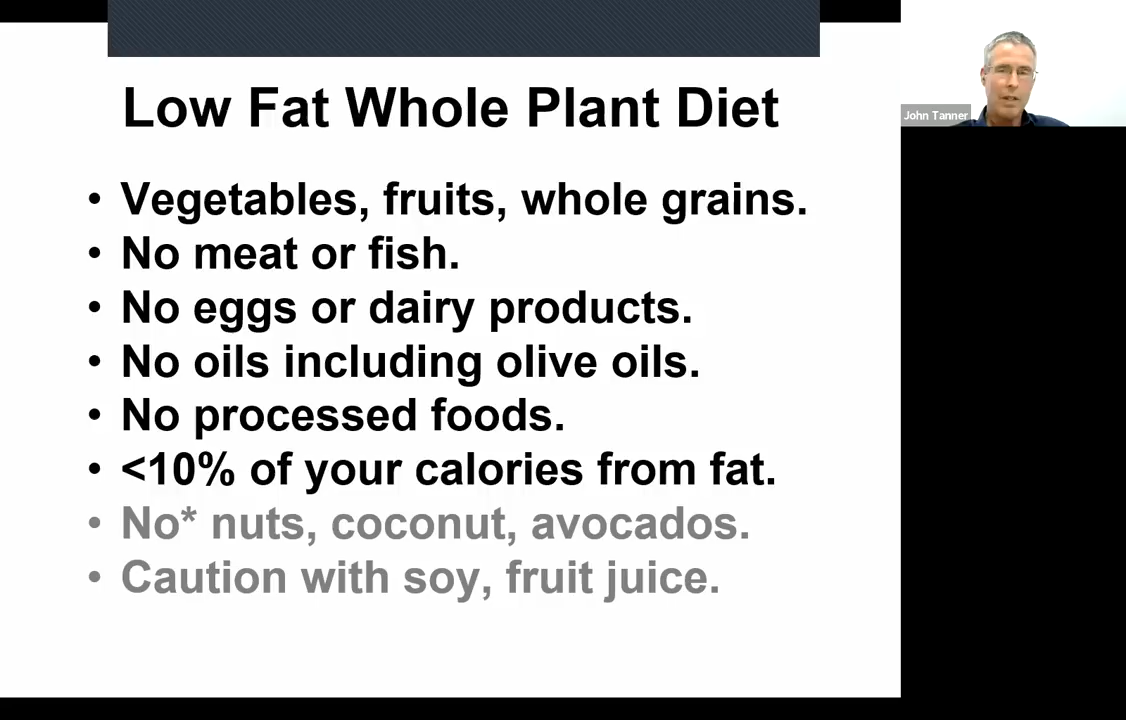 Low Fat Whole Plant Diet
John Tanner
• Vegetables, fruits, whole grains.
• No meat or fish.
• No eggs or dairy products.
• No oils including olive oils.
• No processed foods.
• <10% of your calories from fat.
• No* nuts, coconut, avocados.
• Caution with soy, fruit juice.